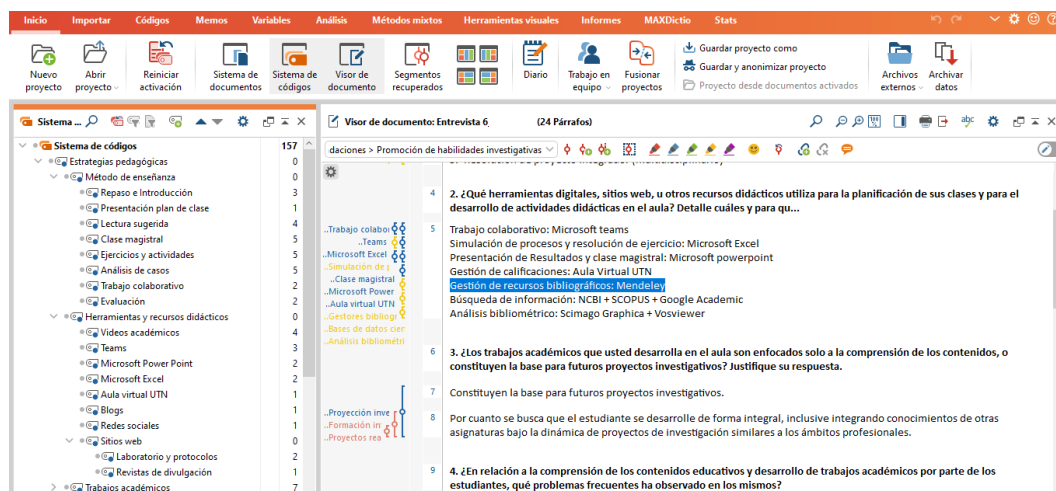 Inicio Importar Códigos Memos Variables Análisis Métodos mixtos Herramientas visuales Informes MAXDictio Stats
Nuevo proyecto
Abrir proyecto
Reiniciar activación
Sistema de documentos
Sistema de códigos
Visor de documento
Segmentos recuperados
Diario
Trabajo en equipo
Fusionar proyectos
Guardar proyecto como
Guardar y anonimizar proyecto
Proyecto desde documentos activados
Archivos externos
Archivar datos
Sistema ...
Visor de documento: Entrevista 6 (24 Párrafos)
Sistema de códigos 157
Estrategias pedagógicas 0
Método de enseñanza 0
Repaso e Introducción 3
Presentación plan de clase 1
Lectura sugerida 4
Clase magistral 5
Ejercicios y actividades 5
Análisis de casos 5
Trabajo colaborativo 2
Evaluación 2
Herramientas y recursos didácticos 0
Videos académicos 4
Teams 3
Microsoft Power Point 2
Microsoft Excel 2
Aula virtual UTN 1
Blogs 1
Redes sociales 1
Sitios web 0
Laboratorio y protocolos 2
Revistas de divulgación 1
Trabajos académicos 7
daciones > Promoción de habilidades investigativas
..Trabajo colabor
..Teams
..Microsoft Excel
..Simulación de p
..Clase magistral
..Microsoft Power
..Aula virtual UTN
..Gestores bibliogr
..Bases de datos cien
..Análisis bibliométri
..Proyección inve
..Formación in
..Proyectos rea
4 2. ¿Qué herramientas digitales, sitios web, u otros recursos didácticos utiliza para la planificación de sus clases y para el
desarrollo de actividades didácticas en el aula? Detalle cuáles y para qu...
5 Trabajo colaborativo: Microsoft teams
Simulación de procesos y resolución de ejercicio: Microsoft Excel
Presentación de Resultados y clase magistral: Microsoft powerpoint
Gestión de calificaciones: Aula Virtual UTN
Gestión de recursos bibliográficos: Mendeley
Búsqueda de información: NCBI + SCOPUS + Google Academic
Análisis bibliométrico: Scimago Graphica + Vosviewer
6 3. ¿Los trabajos académicos que usted desarrolla en el aula son enfocados solo a la comprensión de los contenidos, o
constituyen la base para futuros proyectos investigativos? Justifique su respuesta.
7 Constituyen la base para futuros proyectos investigativos.
8 Por cuanto se busca que el estudiante se desarrolle de forma integral, inclusive integrando conocimientos de otras
asignaturas bajo la dinámica de proyectos de investigación similares a los ámbitos profesionales.
9 4. ¿En relación a la comprensión de los contenidos educativos y desarrollo de trabajos académicos por parte de los
estudiantes, qué problemas frecuentes ha observado en los mismos?